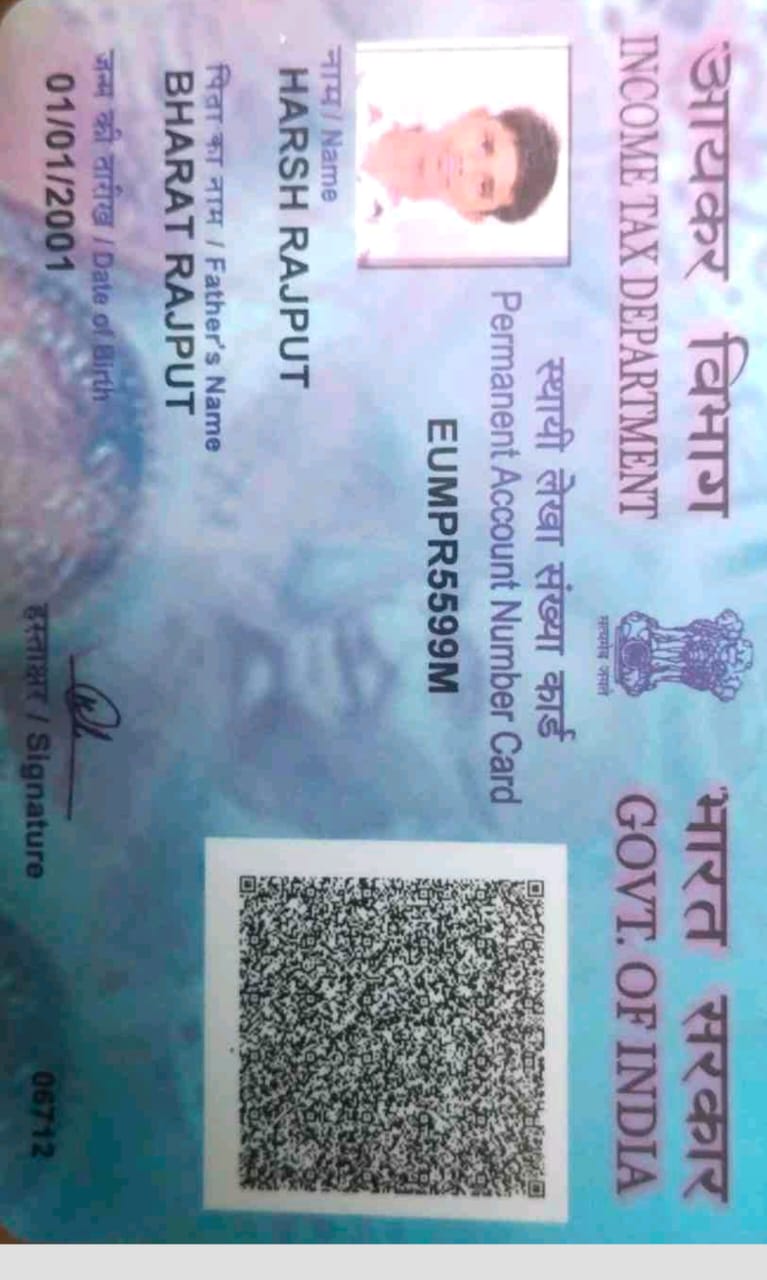 आयकर विभाग
INCOME TAX DEPARTMENT
सत्यमेव जयते
भारत सरकार
GOVT. OF INDIA
स्थायी लेखा संख्या कार्ड
Permanent Account Number Card
EUMPR5599M
नाम / Name
HARSH RAJPUT
पिता का नाम / Father's Name
BHARAT RAJPUT
जन्म की तारीख / Date of Birth
01/01/2001
हस्ताक्षर / Signature
06712